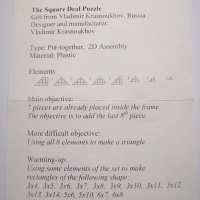 The Square Deal Puzzle
Gift from Vladimir Krasnoukhov, Russia
Designer and manufacturer:
Vladimir Krasnoukhov
Type: Put-together, 2D Assembly
Material: Plastic
Elements
Main objective:
7 pieces are already placed inside the frame.
The objective is to add the last 8th piece.
More difficult objective:
Using all 8 elements to make a triangle.
Warming-up:
Using some elements of the set to make
rectangles of the following shape:
3x4, 3x5, 3x6, 3x7, 3x8, 3x9, 3x10, 3x11, 3x12,
3x13, 3x14, 5x6, 5x10, 6x7, 6x8